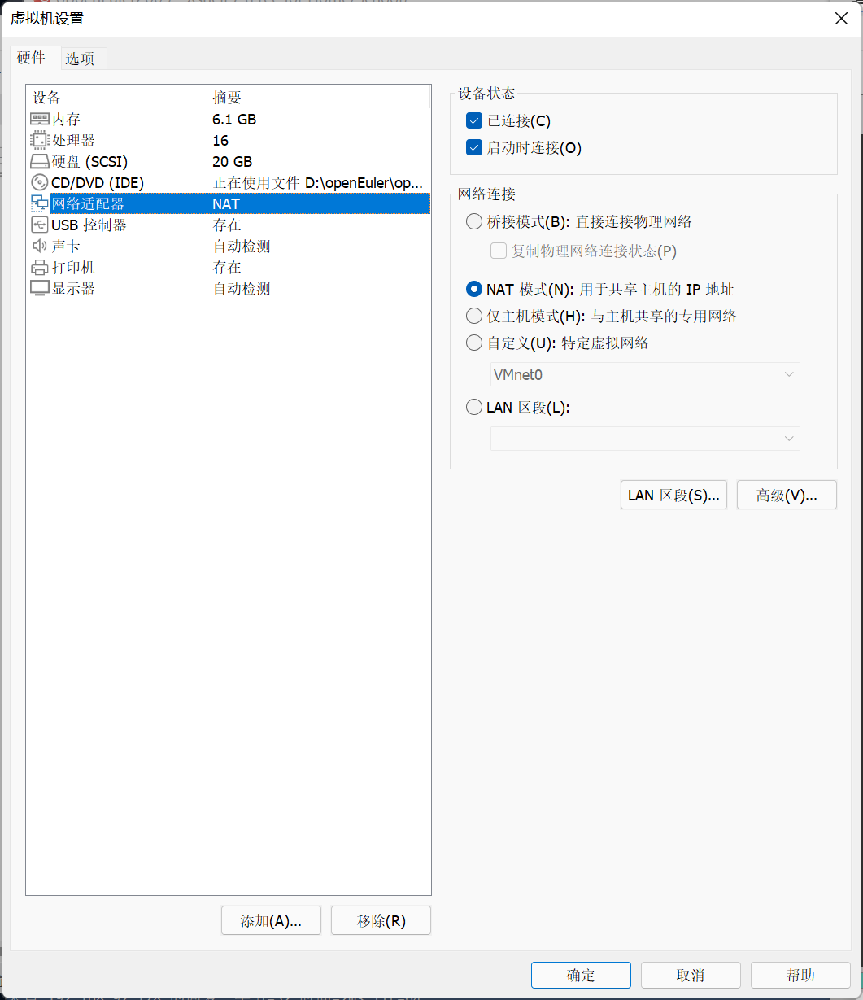 虚拟机设置
硬件 选项
设备 摘要
内存 6.1 GB
处理器 16
硬盘 (SCSI) 20 GB
CD/DVD (IDE) 正在使用文件 D:\openEuler\op...
网络适配器 NAT
USB 控制器 存在
声卡 自动检测
打印机 存在
显示器 自动检测
添加(A)... 移除(R)
设备状态
已连接(C)
启动时连接(O)
网络连接
桥接模式(B): 直接连接物理网络
复制物理网络连接状态(P)
NAT 模式(N): 用于共享主机的 IP 地址
仅主机模式(H): 与主机共享的专用网络
自定义(U): 特定虚拟网络
VMnet0
LAN 区段(L):
LAN 区段(S)... 高级(V)...
确定 取消 帮助